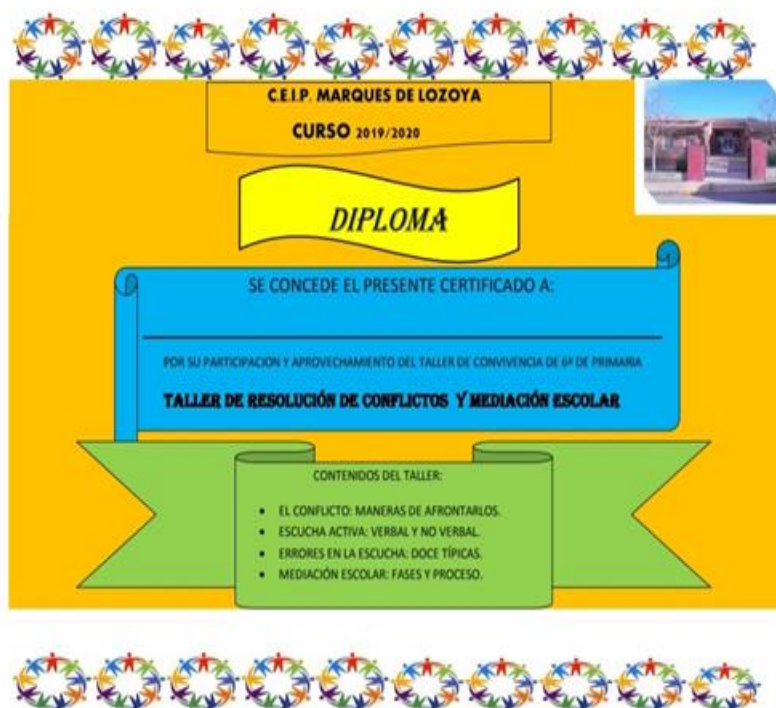 C.E.I.P. MARQUES DE LOZOYA
CURSO 2019/2020
DIPLOMA
SE CONCEDE EL PRESENTE CERTIFICADO A:
POR SU PARTICIPACION Y APROVECHAMIENTO DEL TALLER DE CONVIVENCIA DE 6º DE PRIMARIA
TALLER DE RESOLUCIÓN DE CONFLICTOS Y MEDIACIÓN ESCOLAR
CONTENIDOS DEL TALLER:
• EL CONFLICTO: MANERAS DE AFRONTARLOS.
• ESCUCHA ACTIVA: VERBAL Y NO VERBAL.
• ERRORES EN LA ESCUCHA: DOCE TÍPICAS.
• MEDIACIÓN ESCOLAR: FASES Y PROCESO.